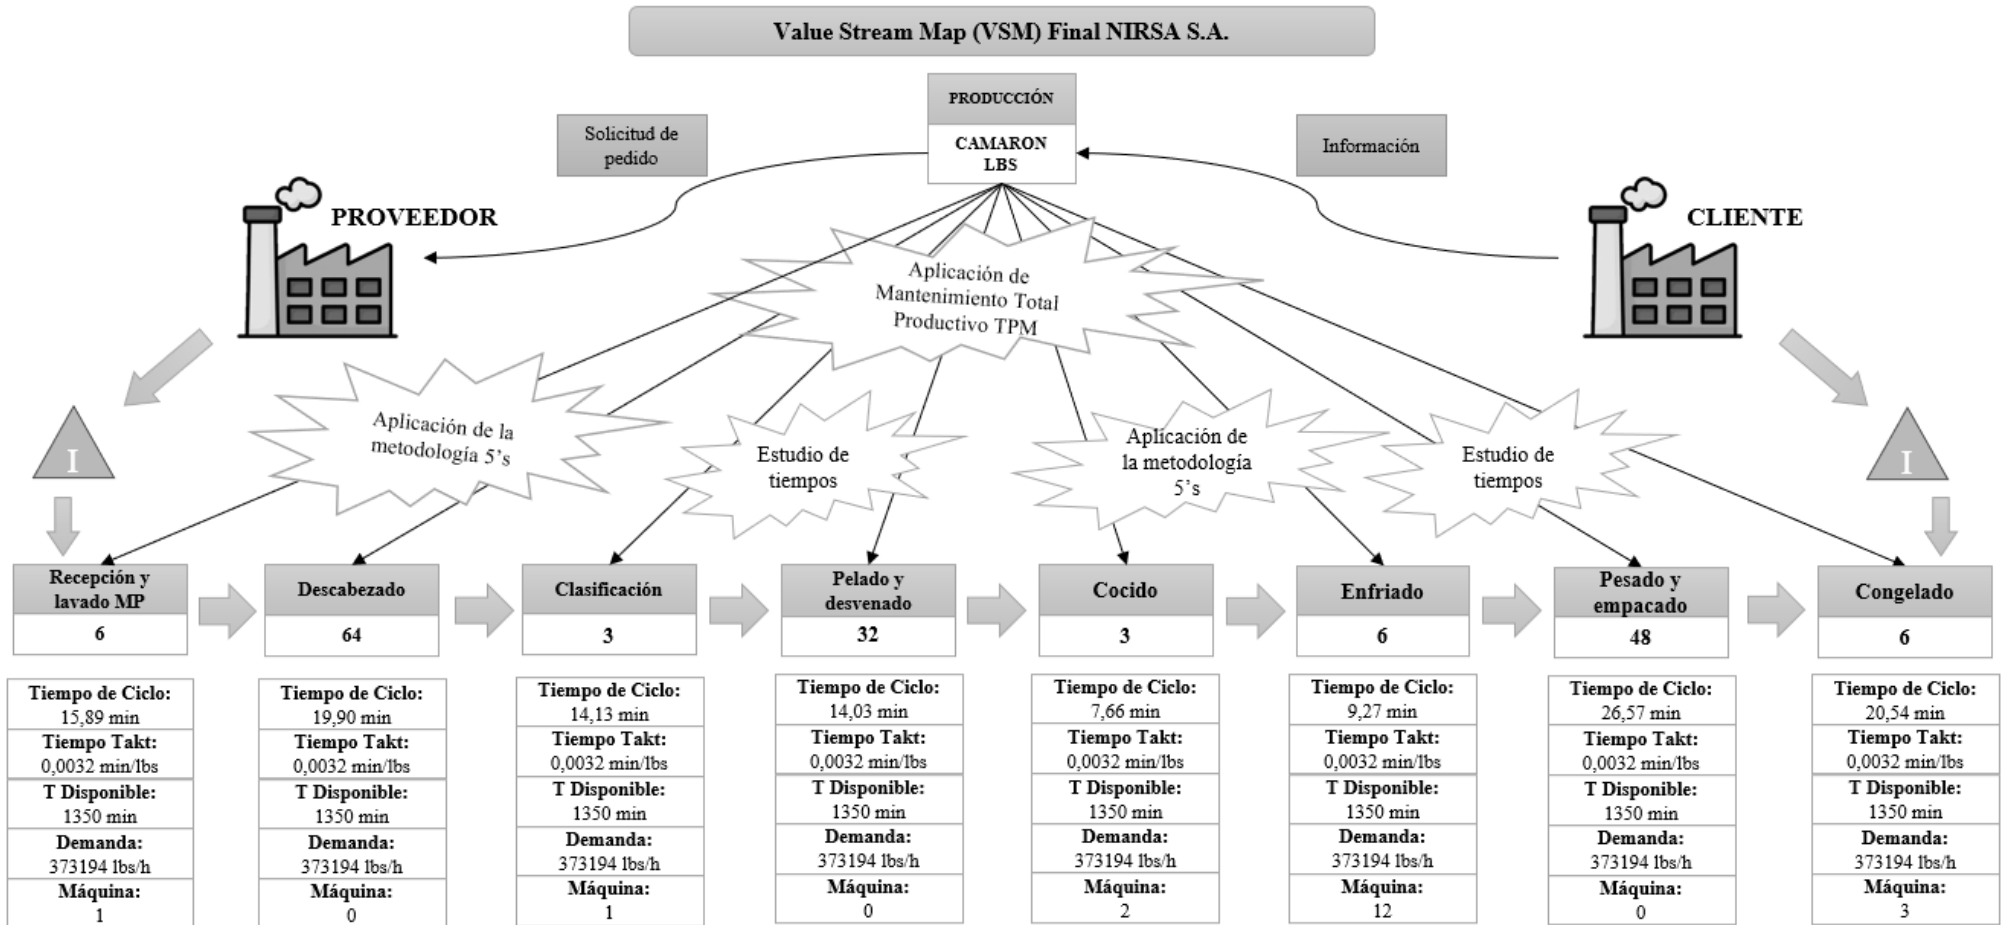 Value Stream Map (VSM) Final NIRSA S.A.
PRODUCCIÓN
CAMARON
LBS
Solicitud de
pedido
Información
PROVEEDOR
CLIENTE
Aplicación de
Mantenimiento Total
Productivo TPM
Aplicación de la
metodología 5’s
Estudio de
tiempos
Aplicación de
la metodología
5’s
Estudio de
tiempos
I
I
Recepción y
lavado MP
6
Descabezado
64
Clasificación
3
Pelado y
desvenado
32
Cocido
3
Enfriado
6
Pesado y
empacado
48
Congelado
6
Tiempo de Ciclo:
15,89 min
Tiempo Takt:
0,0032 min/lbs
T Disponible:
1350 min
Demanda:
373194 lbs/h
Máquina:
1
Tiempo de Ciclo:
19,90 min
Tiempo Takt:
0,0032 min/lbs
T Disponible:
1350 min
Demanda:
373194 lbs/h
Máquina:
0
Tiempo de Ciclo:
14,13 min
Tiempo Takt:
0,0032 min/lbs
T Disponible:
1350 min
Demanda:
373194 lbs/h
Máquina:
1
Tiempo de Ciclo:
14,03 min
Tiempo Takt:
0,0032 min/lbs
T Disponible:
1350 min
Demanda:
373194 lbs/h
Máquina:
0
Tiempo de Ciclo:
7,66 min
Tiempo Takt:
0,0032 min/lbs
T Disponible:
1350 min
Demanda:
373194 lbs/h
Máquina:
2
Tiempo de Ciclo:
9,27 min
Tiempo Takt:
0,0032 min/lbs
T Disponible:
1350 min
Demanda:
373194 lbs/h
Máquina:
12
Tiempo de Ciclo:
26,57 min
Tiempo Takt:
0,0032 min/lbs
T Disponible:
1350 min
Demanda:
373194 lbs/h
Máquina:
0
Tiempo de Ciclo:
20,54 min
Tiempo Takt:
0,0032 min/lbs
T Disponible:
1350 min
Demanda:
373194 lbs/h
Máquina:
3